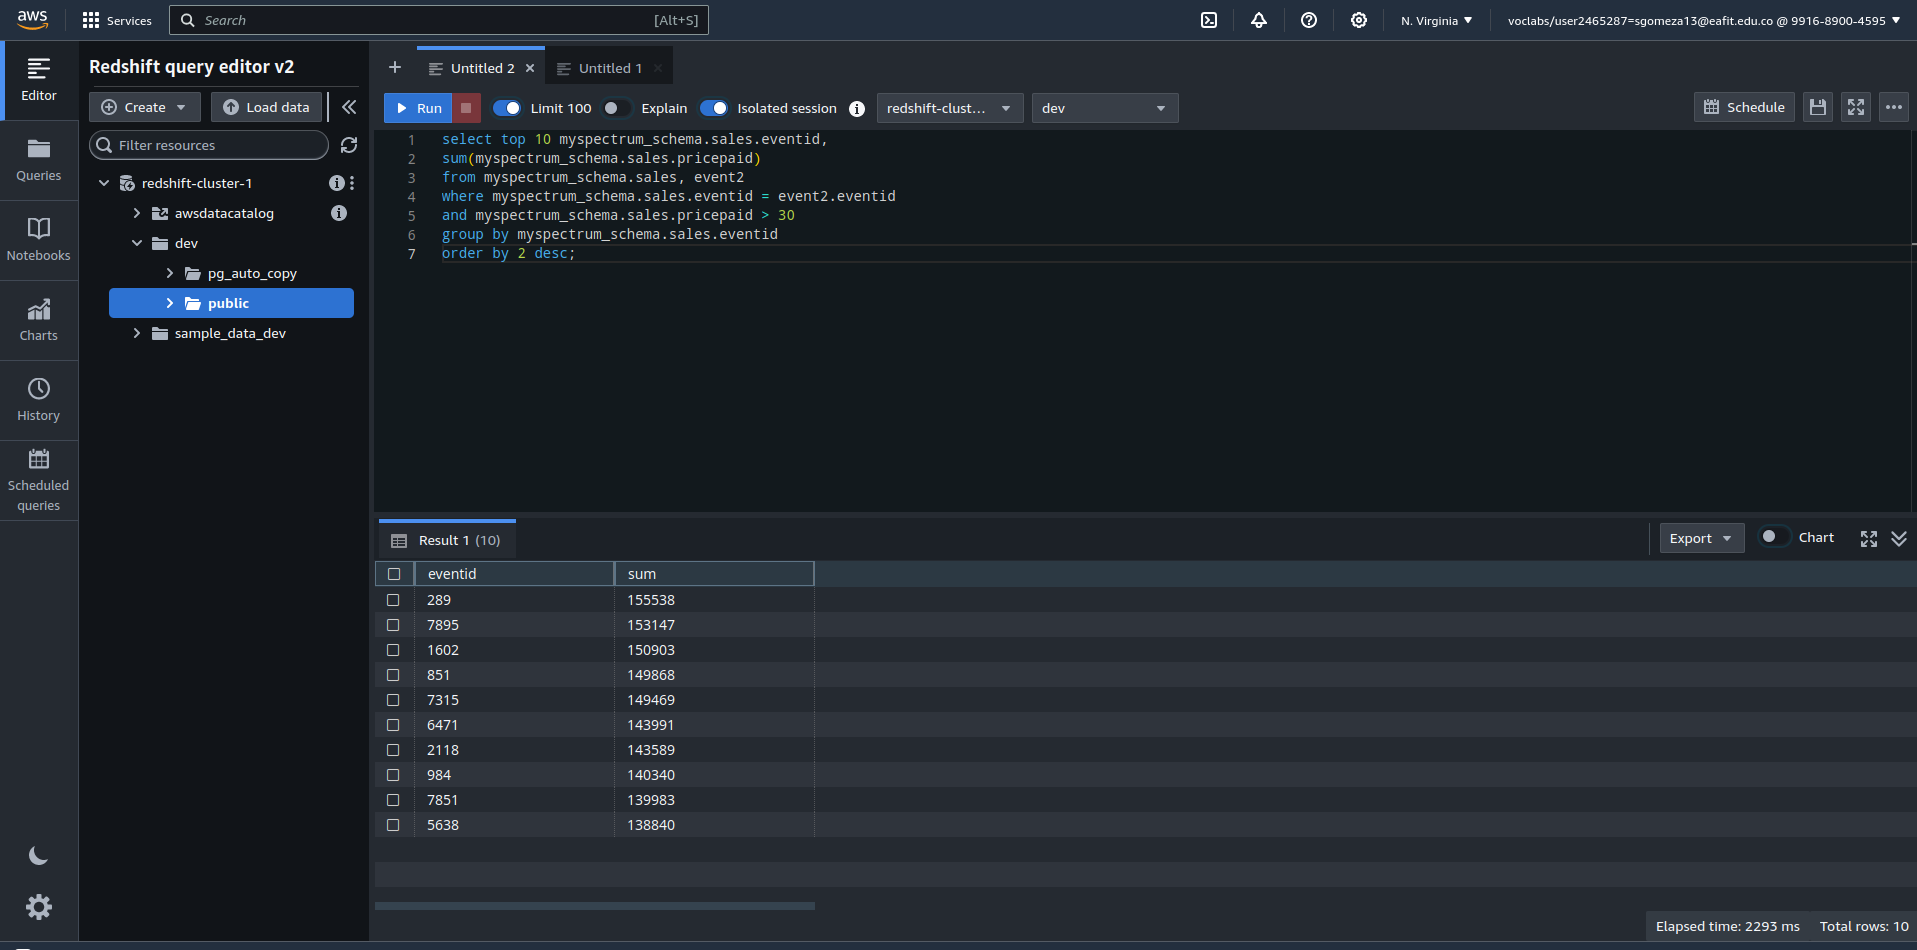 aws
Services
Search
[Alt+S]
N. Virginia
voclabs/user2465287=sgomeza13@eafit.edu.co @ 9916-8900-4595
Editor
Queries
Notebooks
Charts
History
Scheduled
queries
Redshift query editor v2
Create
Load data
Filter resources
redshift-cluster-1
awsdatacatalog
dev
pg_auto_copy
public
sample_data_dev
Untitled 2
Untitled 1
Run
Limit 100
Explain
Isolated session
redshift-clust...
dev
Schedule
1 select top 10 myspectrum_schema.sales.eventid,
2 sum(myspectrum_schema.sales.pricepaid)
3 from myspectrum_schema.sales, event2
4 where myspectrum_schema.sales.eventid = event2.eventid
5 and myspectrum_schema.sales.pricepaid > 30
6 group by myspectrum_schema.sales.eventid
7 order by 2 desc;
Result 1 (10)
Export
Chart
eventid sum
289 155538
7895 153147
1602 150903
851 149868
7315 149469
6471 143991
2118 143589
984 140340
7851 139983
5638 138840
Elapsed time: 2293 ms
Total rows: 10